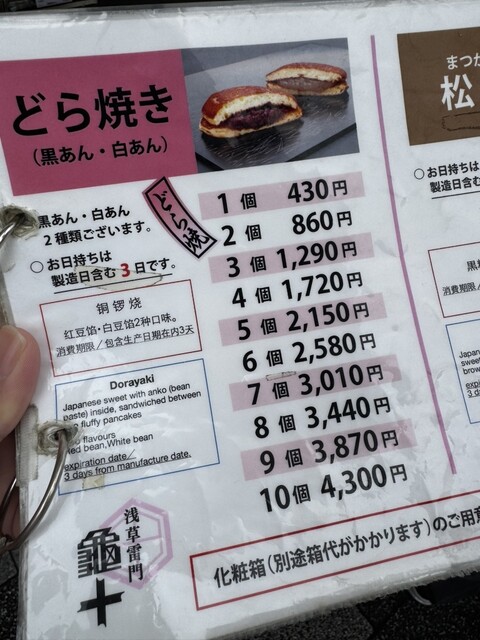 どら焼き
(黒あん・白あん)
どら焼
黒あん・白あん
2種類ございます。
○お日持ちは
製造日含む3日です。
铜锣烧
红豆馅・白豆馅2种口味。
消费期限／包含生产日期在内3天
Dorayaki
Japanese sweet with anko (bean
paste) inside, sandwiched between
fluffy pancakes
flavours
Red bean,White bean
expiration date／
3 days from manufacture date.
1個 430円
2個 860円
3個 1,290円
4個 1,720円
5個 2,150円
6個 2,580円
7個 3,010円
8個 3,440円
9個 3,870円
10個 4,300円
浅草雷門
亀十
化粧箱(別途箱代がかかります)のご用意
まつか
松
○お日持ちは
製造日含む
黒
消費期限／
Japan
sweet
brow
3 d